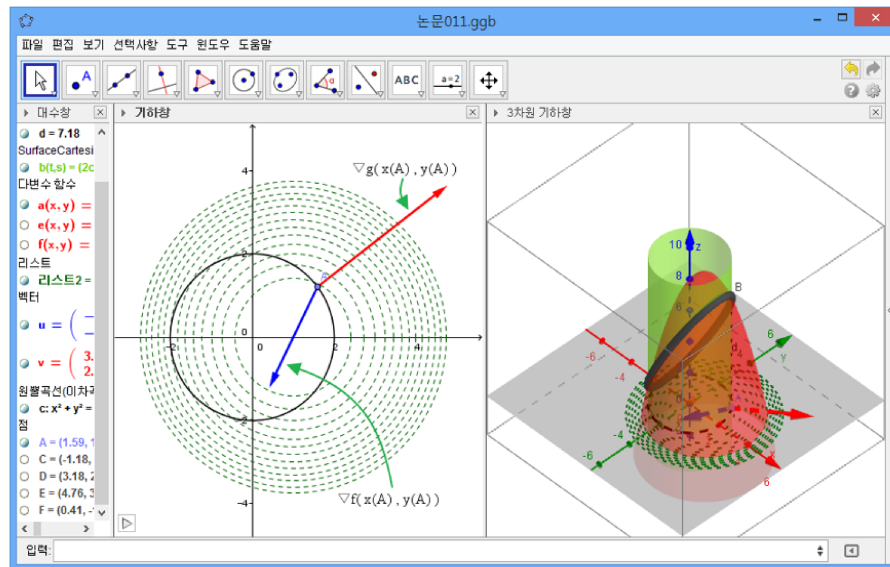 논문011.ggb
파일 편집 보기 선택사항 도구 윈도우 도움말
A
α
ABC
a=2
대수창
기하창
3차원 기하창
d = 7.18
SurfaceCartesi
b(t,s) = (2c
다변수 함수
a(x,y) =
e(x,y) =
f(x,y) =
리스트
리스트2 =
벡터
u = (
v = ( 3.
2.
원뿔곡선(이차곡
c: x² + y² =
점
A = (1.59, 1
C = (-1.18,
D = (3.18, 2
E = (4.76, 3
F = (0.41, -
▽g( x(A) , y(A))
▽f( x(A) , y(A))
4
2
0
-2
0
2
-2
-4
10
z
8
6
B
-6
-4
d
4
6
y
0
-4
-6
x
6
입력: